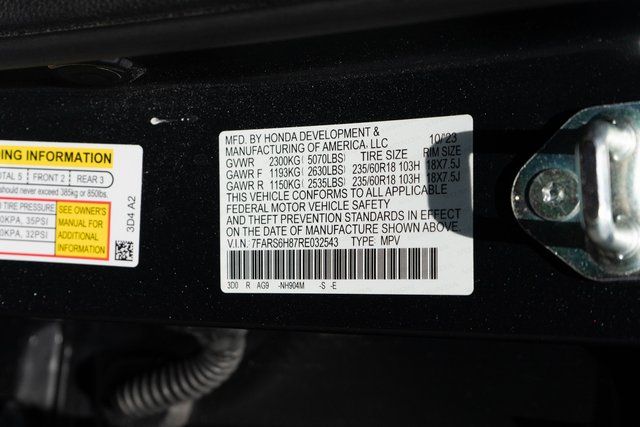 DING INFORMATION
OTAL 5 FRONT 2 REAR 3
should never exceed 385kg or 850lbs.
TIRE PRESSURE
0KPA, 35PSI
0KPA, 32PSI
SEE OWNER'S
MANUAL FOR
ADDITIONAL
INFORMATION
3D4 A2
MFD. BY HONDA DEVELOPMENT &
MANUFACTURING OF AMERICA, LLC 10/'23
GVWR 2300KG( 5070LBS) TIRE SIZE RIM SIZE
GAWR F 1193KG( 2630LBS) 235/60R18 103H 18X7.5J
GAWR R 1150KG( 2535LBS) 235/60R18 103H 18X7.5J
THIS VEHICLE CONFORMS TO ALL APPLICABLE
FEDERAL MOTOR VEHICLE SAFETY
AND THEFT PREVENTION STANDARDS IN EFFECT
ON THE DATE OF MANUFACTURE SHOWN ABOVE.
V.I.N. 7FARS6H87RE032543 TYPE MPV
3D0 R AG9 -NH904M -S -E